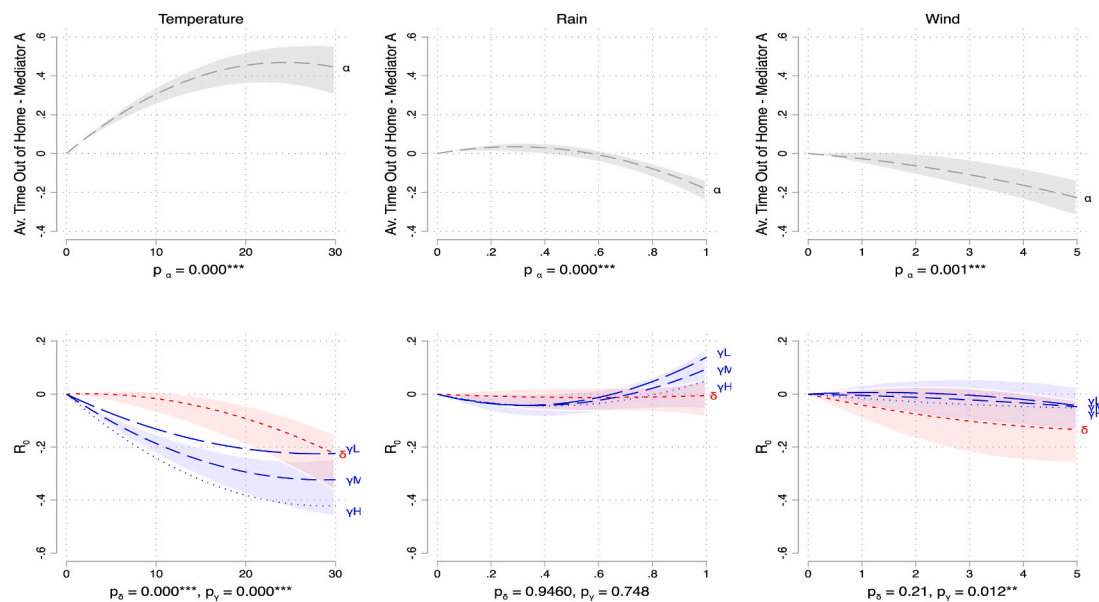 Temperature
Av. Time Out of Home - Mediator A
.6
.4
.2
0
-.2
-.4
α
0 10 20 30
p α = 0.000***
Rain
Av. Time Out of Home - Mediator A
.6
.4
.2
0
-.2
-.4
α
0 .2 .4 .6 .8 1
p α = 0.000***
Wind
Av. Time Out of Home - Mediator A
.6
.4
.2
0
-.2
-.4
α
0 1 2 3 4 5
p α = 0.001***
R0
.2
0
-.2
-.4
-.6
γL
δ
γM
γH
0 10 20 30
pδ = 0.000***, pγ = 0.000***
R0
.2
0
-.2
-.4
-.6
γL
γM
γH
δ
0 .2 .4 .6 .8 1
pδ = 0.9460, pγ = 0.748
R0
.2
0
-.2
-.4
-.6
δ
0 1 2 3 4 5
pδ = 0.21, pγ = 0.012**